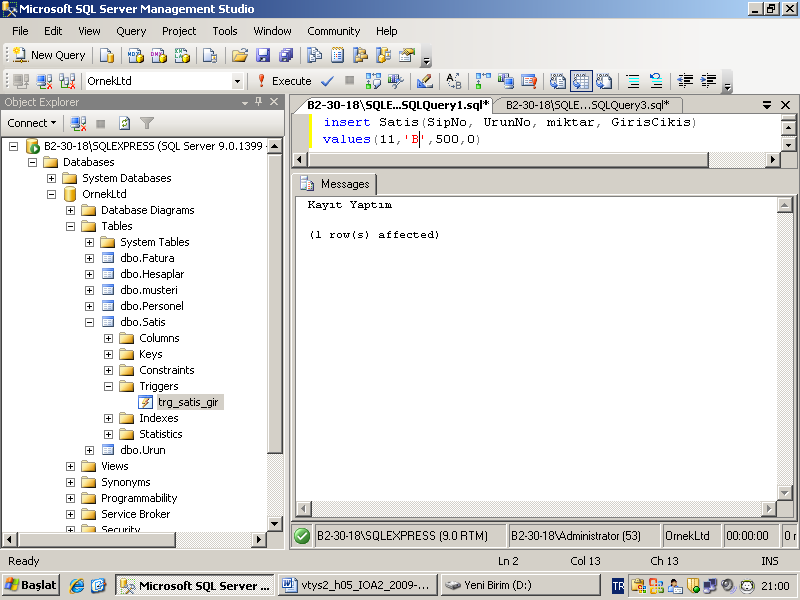 Microsoft SQL Server Management Studio
File Edit View Query Project Tools Window Community Help
New Query
OrnekLtd Execute
Object Explorer
B2-30-18\SQLE...SQLQuery1.sql* B2-30-18\SQLE...SQLQuery3.sql*
Connect
insert Satis(SipNo, UrunNo, miktar, GirisCikis)
values(11,'B',500,0)
B2-30-18\SQLEXPRESS (SQL Server 9.0.1399 -
Databases
System Databases
OrnekLtd
Database Diagrams
Tables
System Tables
dbo.Fatura
dbo.Hesaplar
dbo.musteri
dbo.Personel
dbo.Satis
Columns
Keys
Constraints
Triggers
trg_satis_gir
Indexes
Statistics
dbo.Urun
Views
Synonyms
Programmability
Service Broker
Security
Messages
Kayıt Yaptım
(1 row(s) affected)
B2-30-18\SQLEXPRESS (9.0 RTM) B2-30-18\Administrator (53) OrnekLtd 00:00:00 0 r
Ready Ln 2 Col 13 Ch 13 INS
Başlat Microsoft SQL Server ... vtys2_h05_IOA2_2009-... Yeni Birim (D:) TR 21:00